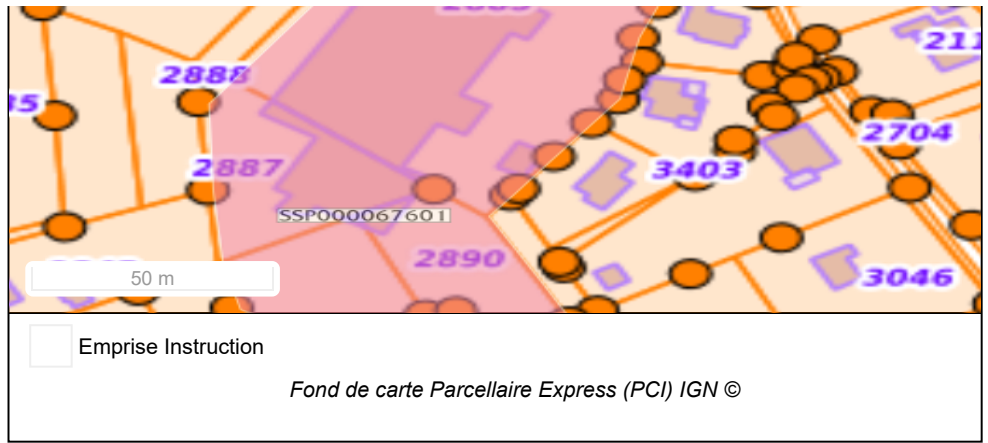 2888
2887
SSP000067601
2890
3403
2704
3046
50 m
Emprise Instruction
Fond de carte Parcellaire Express (PCI) IGN ©